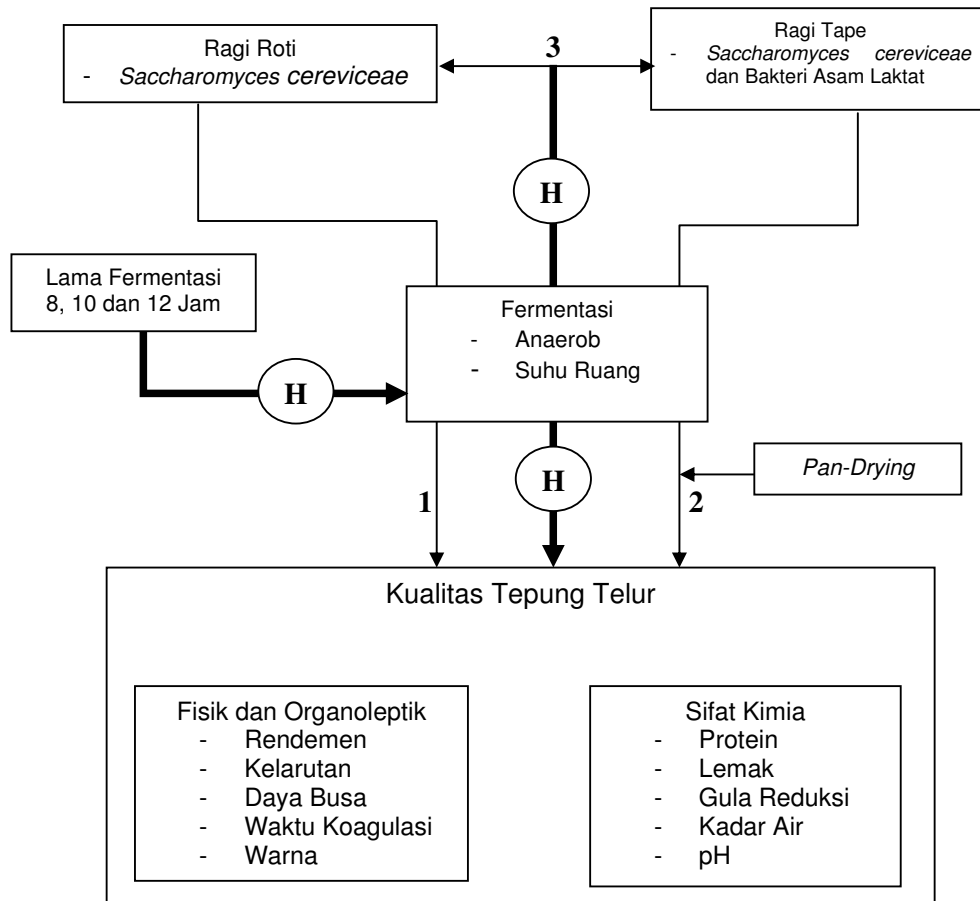 Ragi Roti
- Saccharomyces cereviceae
3
Ragi Tape
- Saccharomyces cereviceae
dan Bakteri Asam Laktat
H
Lama Fermentasi
8, 10 dan 12 Jam
H
Fermentasi
- Anaerob
- Suhu Ruang
1
H
2
Pan-Drying
Kualitas Tepung Telur
Fisik dan Organoleptik
- Rendemen
- Kelarutan
- Daya Busa
- Waktu Koagulasi
- Warna
Sifat Kimia
- Protein
- Lemak
- Gula Reduksi
- Kadar Air
- pH